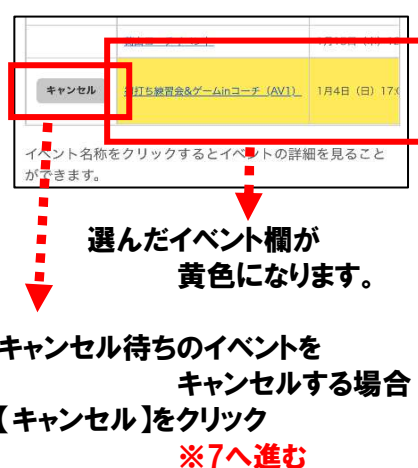 キャンセル
打ち練習会&ゲームinコーチ（AV1）
1月4日（日）17:
イベント名称をクリックするとイベントの詳細を見ること
ができます。
選んだイベント欄が
黄色になります。
キャンセル待ちのイベントを
キャンセルする場合
【キャンセル】をクリック
※7へ進む